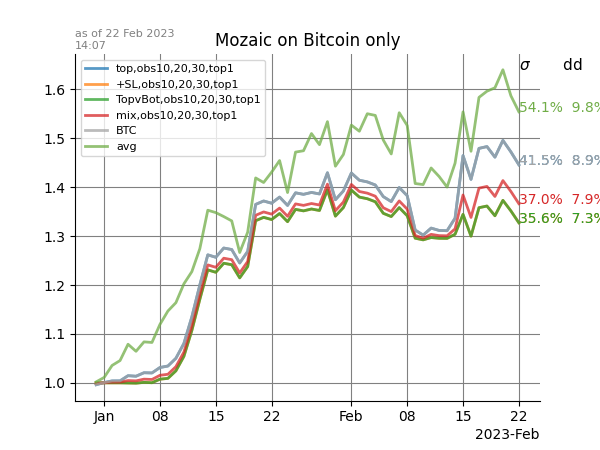 as of 22 Feb 2023
14:07
Mozaic on Bitcoin only
σ dd
top,obs10,20,30,top1
+SL,obs10,20,30,top1
TopvBot,obs10,20,30,top1
mix,obs10,20,30,top1
BTC
avg
1.6
1.5
1.4
1.3
1.2
1.1
1.0
54.1% 9.8%
41.5% 8.9%
37.0% 7.9%
35.6% 7.3%
Jan 08 15 22 Feb 08 15 22
2023-Feb